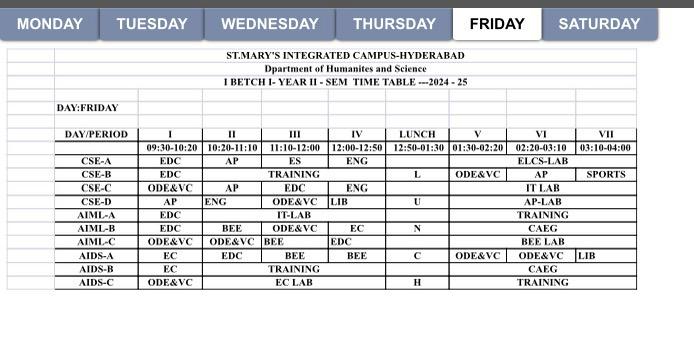 MONDAY TUESDAY WEDNESDAY THURSDAY FRIDAY SATURDAY
ST.MARY'S INTEGRATED CAMPUS-HYDERABAD
Dpartment of Humanites and Science
I BETCH I- YEAR II - SEM TIME TABLE ---2024 - 25
DAY:FRIDAY
DAY/PERIOD I II III IV LUNCH V VI VII
09:30-10:20 10:20-11:10 11:10-12:00 12:00-12:50 12:50-01:30 01:30-02:20 02:20-03:10 03:10-04:00
CSE-A EDC AP ES ENG ELCS-LAB
CSE-B EDC TRAINING L ODE&VC AP SPORTS
CSE-C ODE&VC AP EDC ENG IT LAB
CSE-D AP ENG ODE&VC LIB U AP-LAB
AIML-A EDC IT-LAB TRAINING
AIML-B EDC BEE ODE&VC EC N CAEG
AIML-C ODE&VC ODE&VC BEE EDC BEE LAB
AIDS-A EC EDC BEE BEE C ODE&VC ODE&VC LIB
AIDS-B EC TRAINING CAEG
AIDS-C ODE&VC EC LAB H TRAINING